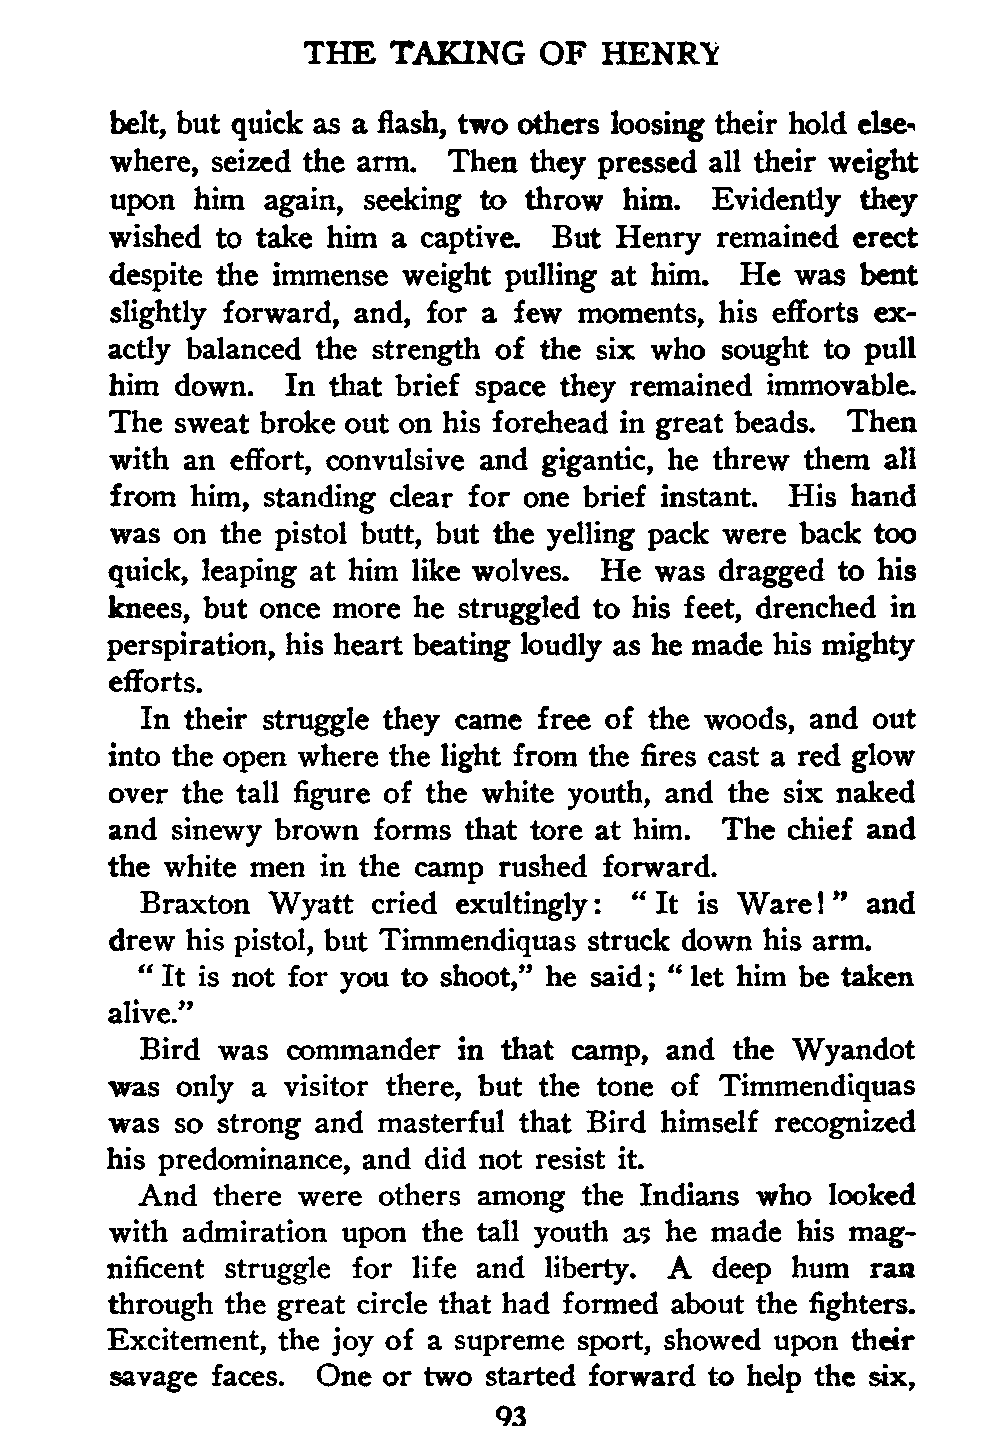 THE TAKING OF HENRY
belt, but quick as a flash, two others loosing their hold else-
where, seized the arm. Then they pressed all their weight
upon him again, seeking to throw him. Evidently they
wished to take him a captive. But Henry remained erect
despite the immense weight pulling at him. He was bent
slightly forward, and, for a few moments, his efforts ex-
actly balanced the strength of the six who sought to pull
him down. In that brief space they remained immovable.
The sweat broke out on his forehead in great beads. Then
with an effort, convulsive and gigantic, he threw them all
from him, standing clear for one brief instant. His hand
was on the pistol butt, but the yelling pack were back too
quick, leaping at him like wolves. He was dragged to his
knees, but once more he struggled to his feet, drenched in
perspiration, his heart beating loudly as he made his mighty
efforts.
In their struggle they came free of the woods, and out
into the open where the light from the fires cast a red glow
over the tall figure of the white youth, and the six naked
and sinewy brown forms that tore at him. The chief and
the white men in the camp rushed forward.
Braxton Wyatt cried exultingly: "It is Ware!" and
drew his pistol, but Timmendiquas struck down his arm.
"It is not for you to shoot," he said; "let him be taken
alive."
Bird was commander in that camp, and the Wyandot
was only a visitor there, but the tone of Timmendiquas
was so strong and masterful that Bird himself recognized
his predominance, and did not resist it.
And there were others among the Indians who looked
with admiration upon the tall youth as he made his mag-
nificent struggle for life and liberty. A deep hum ran
through the great circle that had formed about the fighters.
Excitement, the joy of a supreme sport, showed upon their
savage faces. One or two started forward to help the six,
93